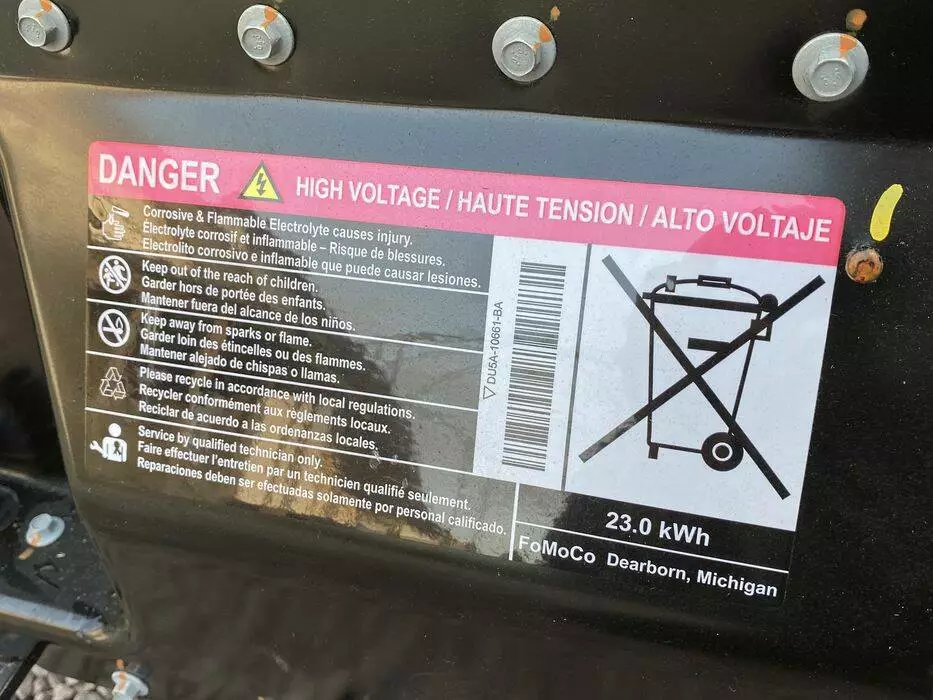 DANGER HIGH VOLTAGE / HAUTE TENSION / ALTO VOLTAJE
Corrosive & Flammable Electrolyte causes injury.
Électrolyte corrosif et inflammable – Risque de blessures.
Electrolito corrosivo e inflamable que puede causar lesiones.
Keep out of the reach of children.
Garder hors de portée des enfants.
Mantener fuera del alcance de los niños.
Keep away from sparks or flame.
Garder loin des étincelles ou des flammes.
Mantener alejado de chispas o llamas.
Please recycle in accordance with local regulations.
Recycler conformément aux règlements locaux.
Reciclar de acuerdo a las ordenanzas locales.
Service by qualified technician only.
Faire effectuer l'entretien par un technicien qualifié seulement.
Reparaciones deben ser efectuadas solamente por personal calificado.
DU5A-10661-BA
23.0 kWh
FoMoCo Dearborn, Michigan